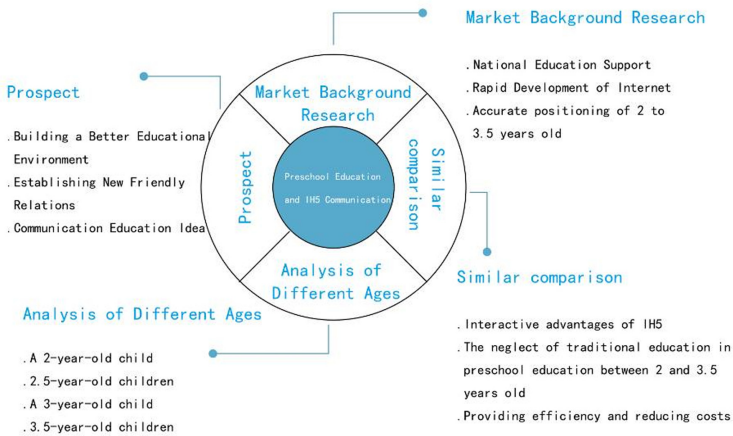 Market Background Research
.National Education Support
.Rapid Development of Internet
.Accurate positioning of 2 to
3.5 years old
Prospect
.Building a Better Educational
Environment
.Establishing New Friendly
Relations
.Communication Education Idea
Market Background
Research
Prospect
Preschool Education
and IH5 Communication
Similar
comparison
Analysis of
Different Ages
Similar comparison
.Interactive advantages of IH5
.The neglect of traditional education in
preschool education between 2 and 3.5
years old
.Providing efficiency and reducing costs
Analysis of Different Ages
.A 2-year-old child
.2.5-year-old children
.A 3-year-old child
.3.5-year-old children